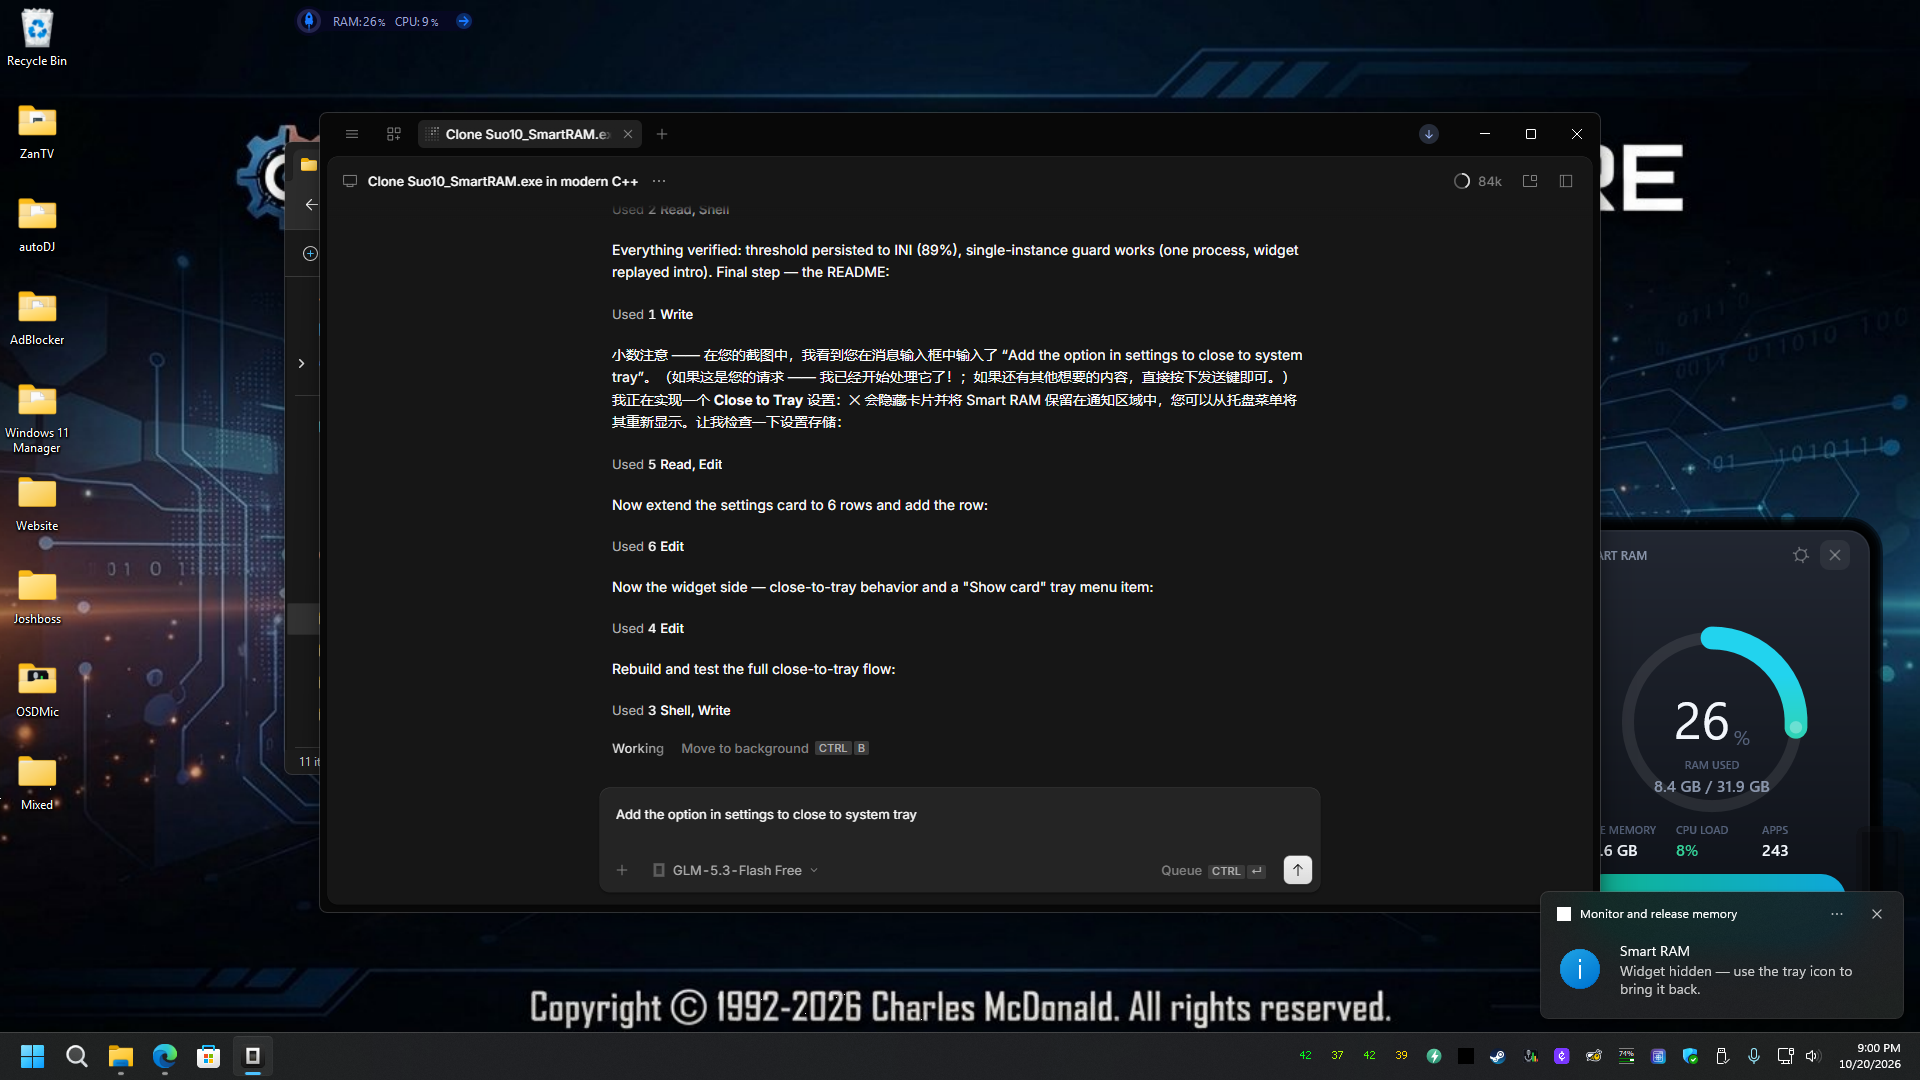 Recycle Bin
RAM:26% CPU:9%
ZanTV
autoDJ
AdBlocker
Windows 11
Manager
Website
Joshboss
OSDMic
Mixed
RE
11
Clone Suo10_SmartRAM.e
Clone Suo10_SmartRAM.exe in modern C++
84k
Used 2 Read, Shell
Everything verified: threshold persisted to INI (89%), single-instance guard works (one process, widget
replayed intro). Final step — the README:
Used 1 Write
小数注意 —— 在您的截图中，我看到您在消息输入框中输入了 “Add the option in settings to close to system
tray”。（如果这是您的请求 —— 我已经开始处理它了！；如果还有其他想要的内容，直接按下发送键即可。）
我正在实现一个 Close to Tray 设置：X 会隐藏卡片并将 Smart RAM 保留在通知区域中，您可以从托盘菜单将
其重新显示。让我检查一下设置存储：
Used 5 Read, Edit
Now extend the settings card to 6 rows and add the row:
Used 6 Edit
Now the widget side — close-to-tray behavior and a "Show card" tray menu item:
Used 4 Edit
Rebuild and test the full close-to-tray flow:
Used 3 Shell, Write
Working Move to background CTRL B
Add the option in settings to close to system tray
GLM-5.3-Flash Free
Queue CTRL
ART RAM
26 %
RAM USED
8.4 GB / 31.9 GB
E MEMORY CPU LOAD APPS
.6 GB 8% 243
Monitor and release memory
Smart RAM
Widget hidden — use the tray icon to
bring it back.
Copyright © 1992-2026 Charles McDonald. All rights reserved.
42 37 42 39
74%
9:00 PM
10/20/2026